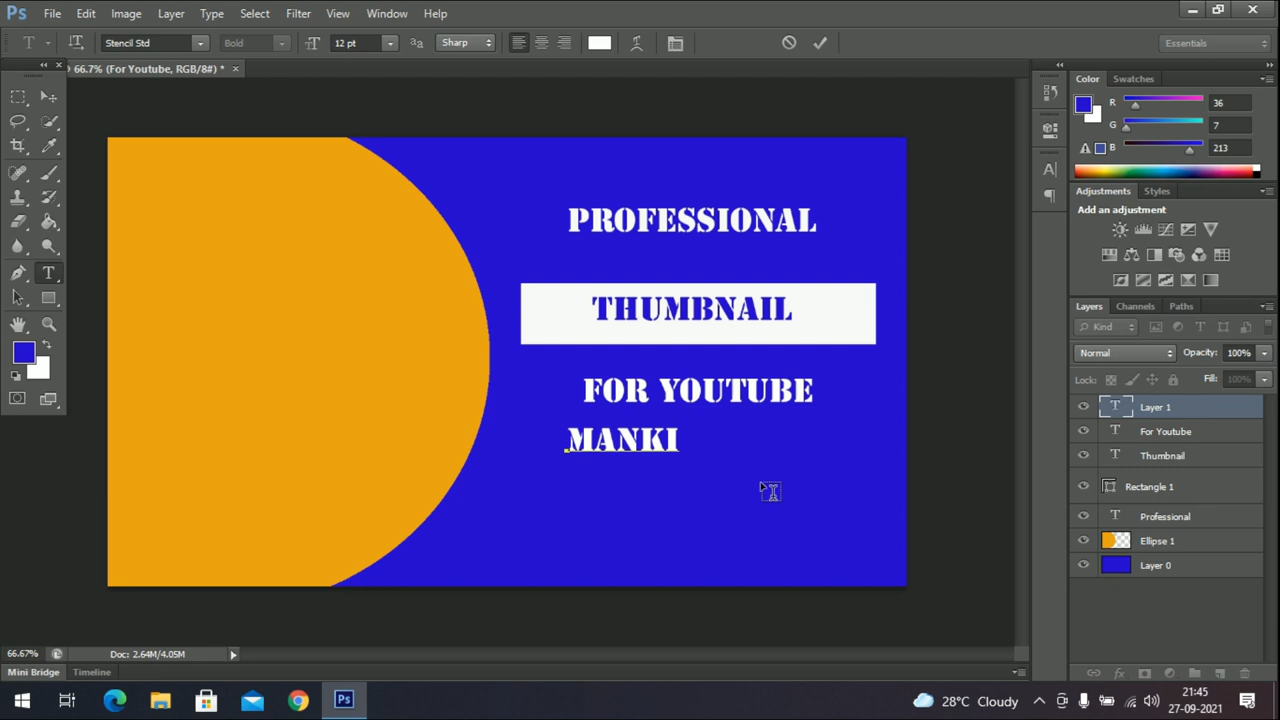 Ps File Edit Image Layer Type Select Filter View Window Help
T Stencil Std Bold 12 pt aa Sharp Essentials
66.7% (For Youtube, RGB/8#) * ×
Color Swatches
R 36
G 7
B 213
Adjustments Styles
Add an adjustment
Layers Channels Paths
Kind
Normal Opacity: 100%
Lock: Fill: 100%
T Layer 1
T For Youtube
T Thumbnail
Rectangle 1
T Professional
Ellipse 1
Layer 0
PROFESSIONAL
THUMBNAIL
FOR YOUTUBE
MANKI
66.67% Doc: 2.64M/4.05M
Mini Bridge Timeline
Ps 28°C Cloudy 21:45
27-09-2021